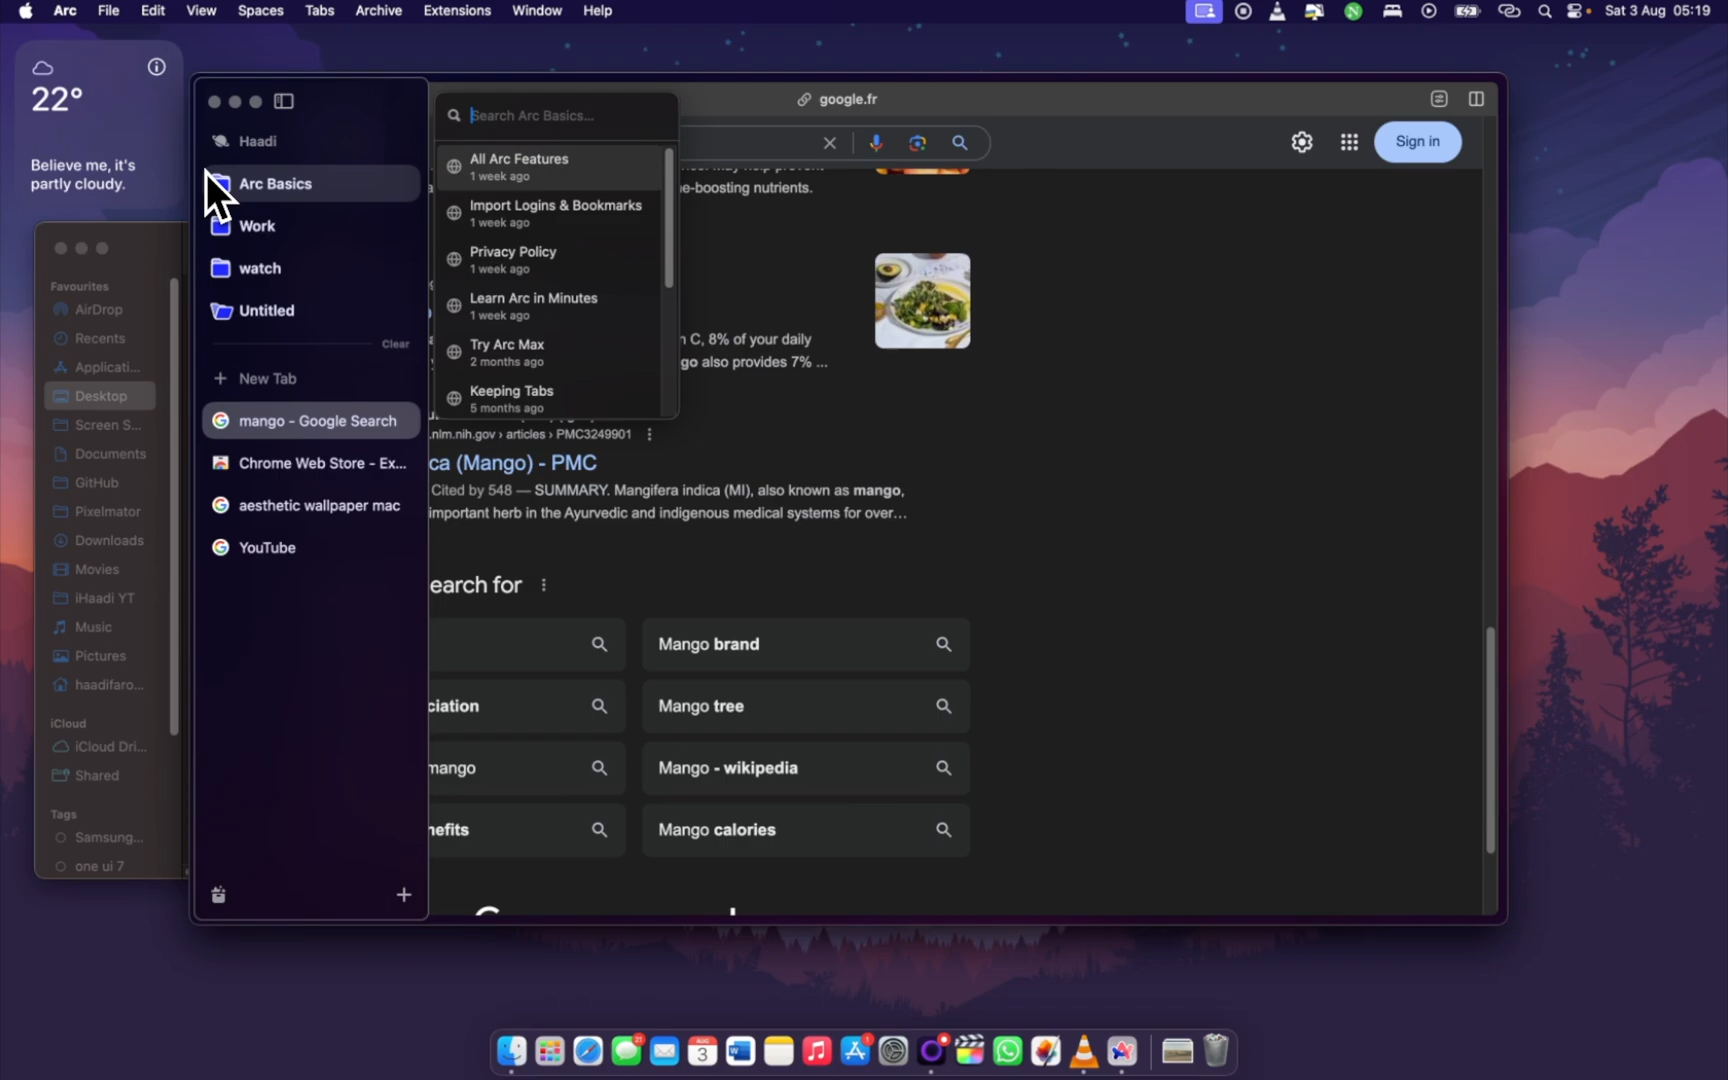 Arc File Edit View Spaces Tabs Archive Extensions Window Help
Sat 3 Aug 05:19
22°
Believe me, it's
partly cloudy.
Favourites
AirDrop
Recents
Applicati...
Desktop
Screen S...
Documents
GitHub
Pixelmator
Downloads
Movies
iHaadi YT
Music
Pictures
haadifaro...
iCloud
iCloud Dri...
Shared
Tags
Samsung...
one ui 7
Haadi
Arc Basics
Work
watch
Untitled
Clear
+ New Tab
mango - Google Search
Chrome Web Store - Ex...
aesthetic wallpaper mac
YouTube
Search Arc Basics...
All Arc Features
1 week ago
Import Logins & Bookmarks
1 week ago
Privacy Policy
1 week ago
Learn Arc in Minutes
1 week ago
Try Arc Max
2 months ago
Keeping Tabs
5 months ago
google.fr
Sign in
e-boosting nutrients.
n C, 8% of your daily
go also provides 7% ...
.nlm.nih.gov › articles › PMC3249901
ca (Mango) - PMC
Cited by 548 — SUMMARY. Mangifera indica (MI), also known as mango,
important herb in the Ayurvedic and indigenous medical systems for over...
earch for
Mango brand
ciation
Mango tree
mango
Mango - wikipedia
nefits
Mango calories
AUG
3
21
1